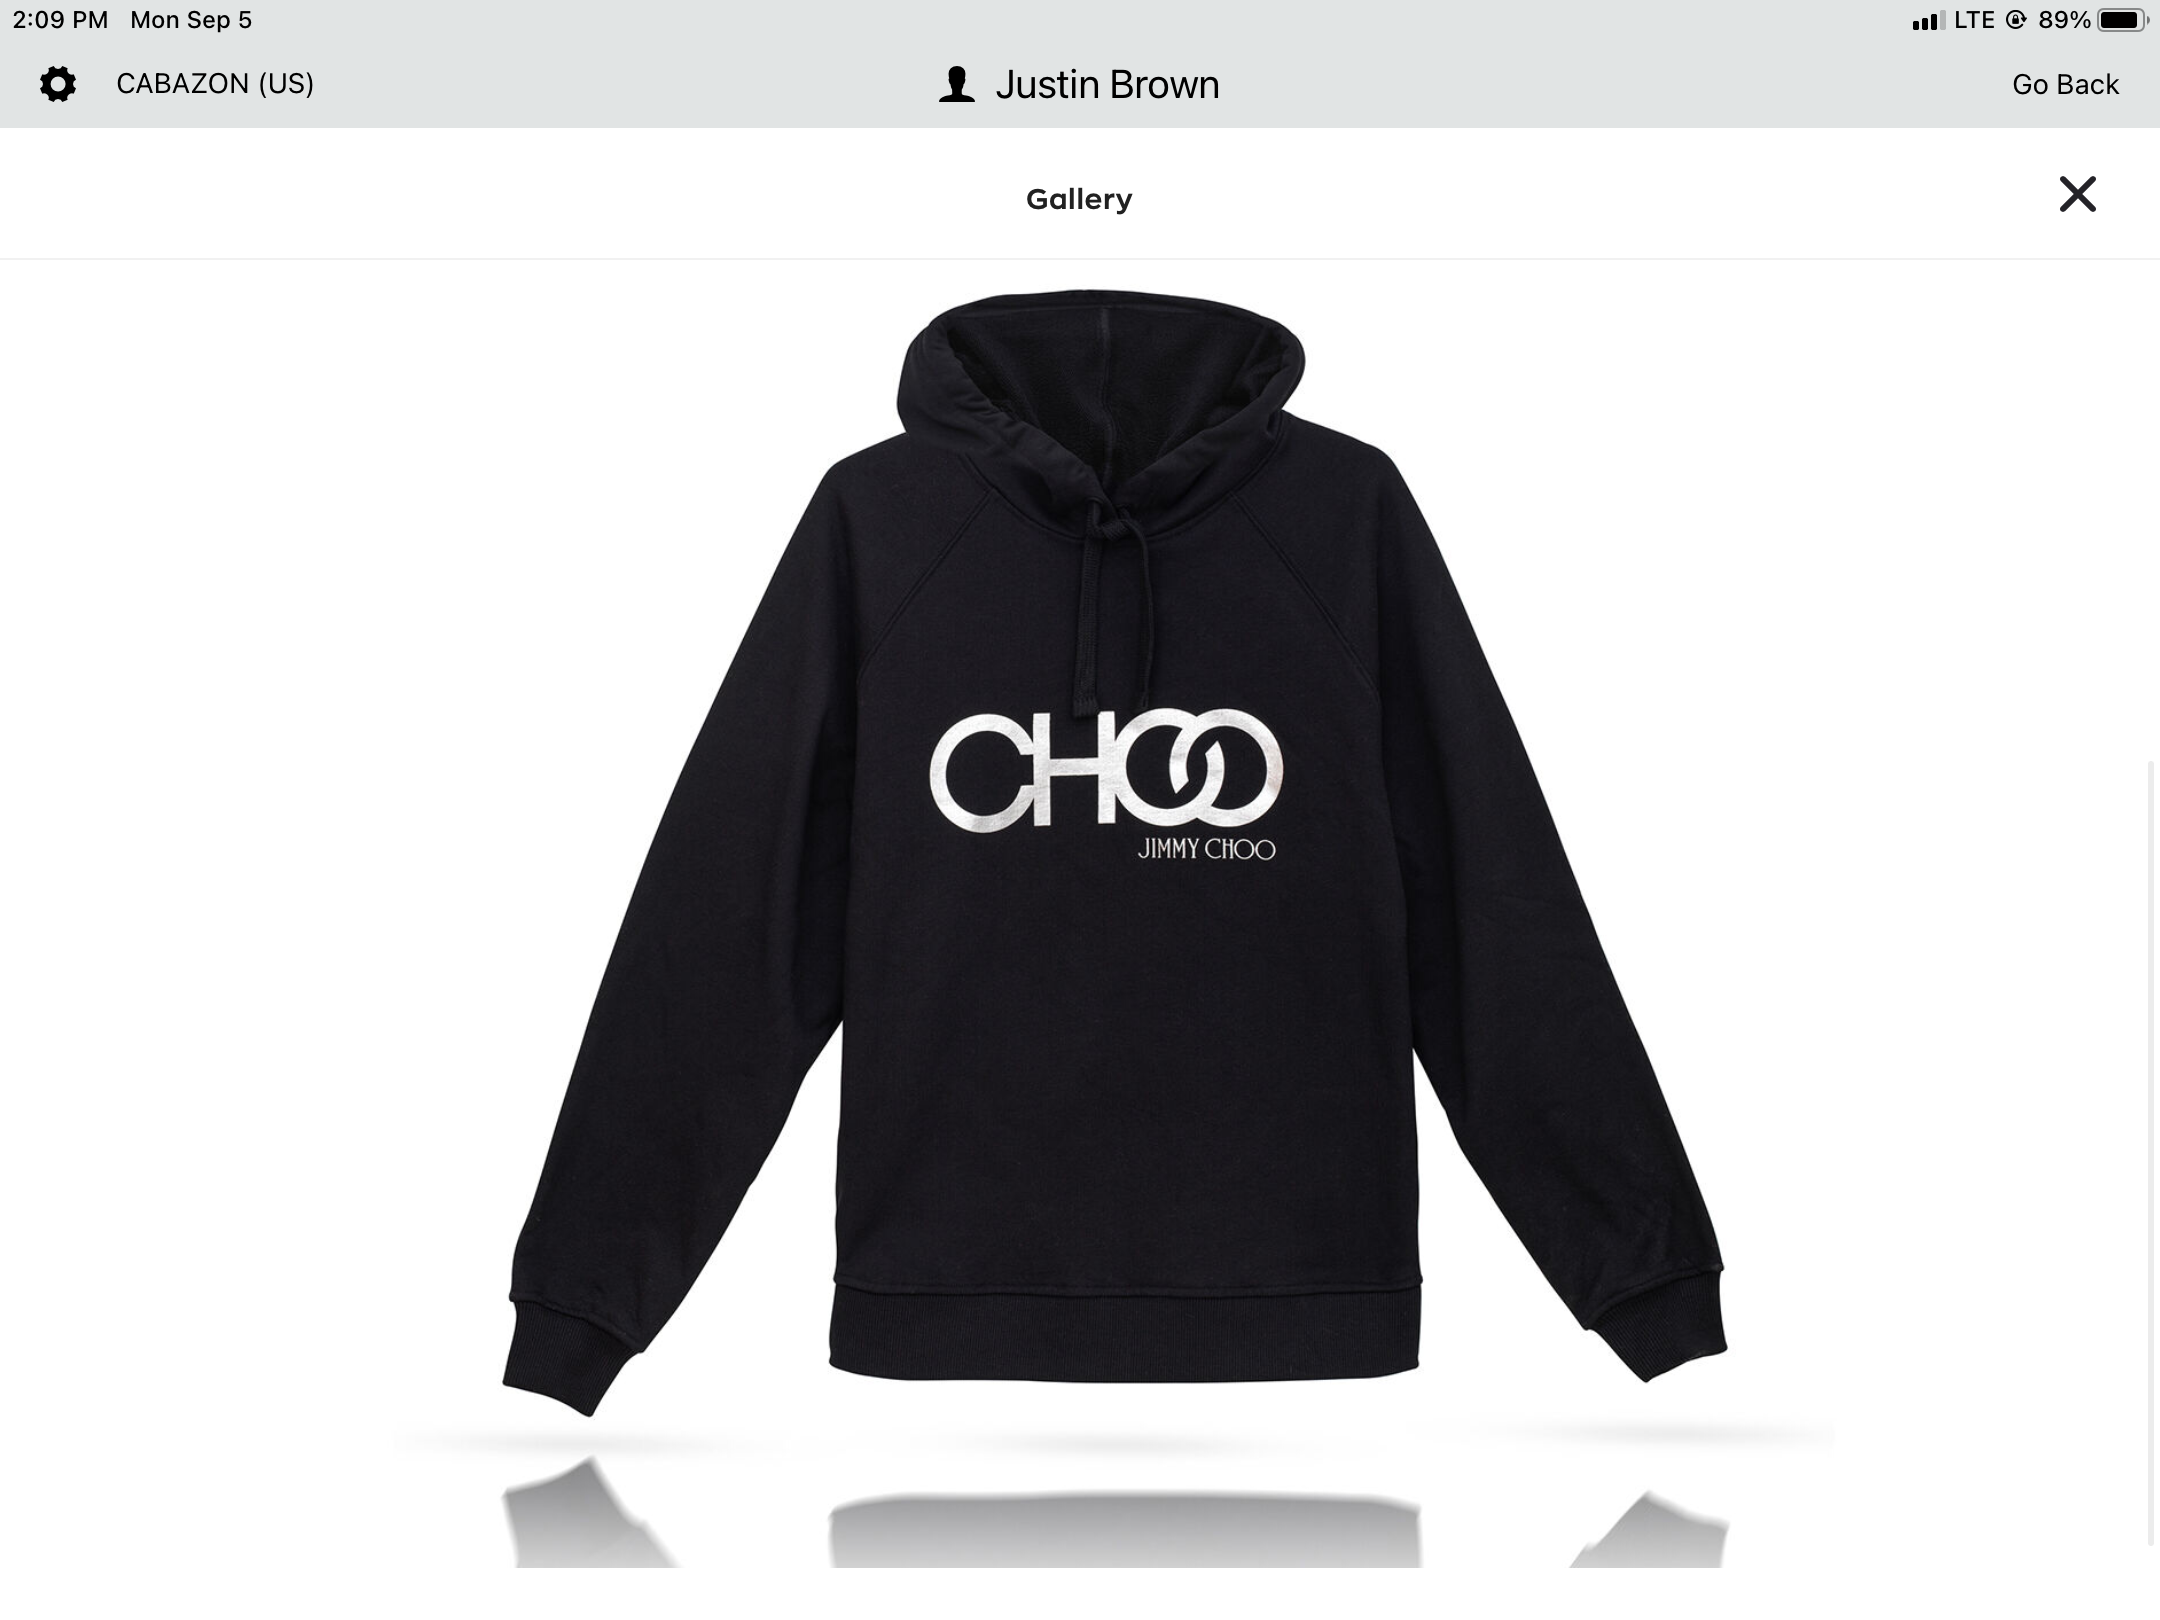 2:09 PM Mon Sep 5 LTE 89%
CABAZON (US) Justin Brown Go Back
Gallery
CHOO
JIMMY CHOO